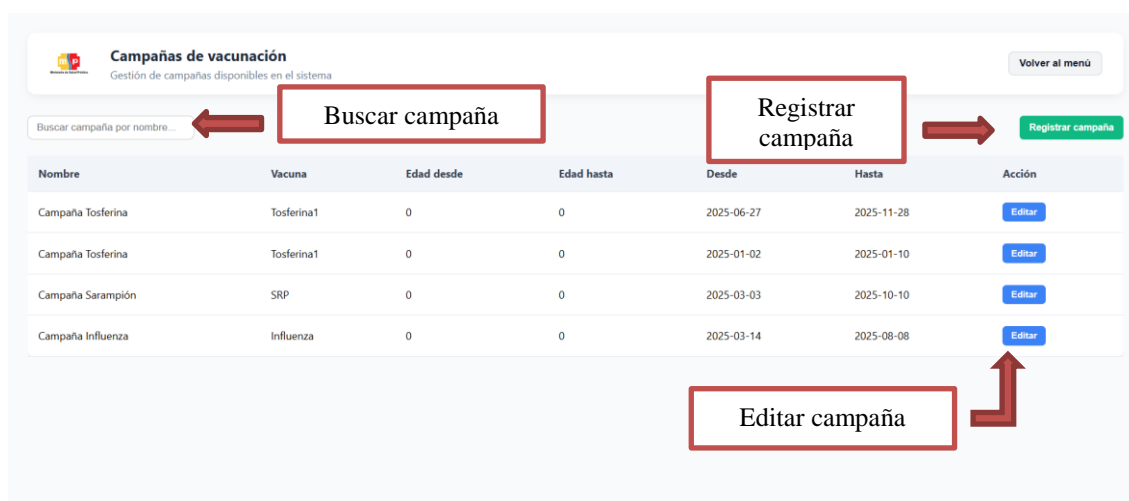 m p
Campañas de vacunación
Gestión de campañas disponibles en el sistema
Volver al menú
Buscar campaña por nombre...
Buscar campaña
Registrar
campaña
Registrar campaña
Nombre Vacuna Edad desde Edad hasta Desde Hasta Acción
Campaña Tosferina Tosferina1 0 0 2025-06-27 2025-11-28 Editar
Campaña Tosferina Tosferina1 0 0 2025-01-02 2025-01-10 Editar
Campaña Sarampión SRP 0 0 2025-03-03 2025-10-10 Editar
Campaña Influenza Influenza 0 0 2025-03-14 2025-08-08 Editar
Editar campaña